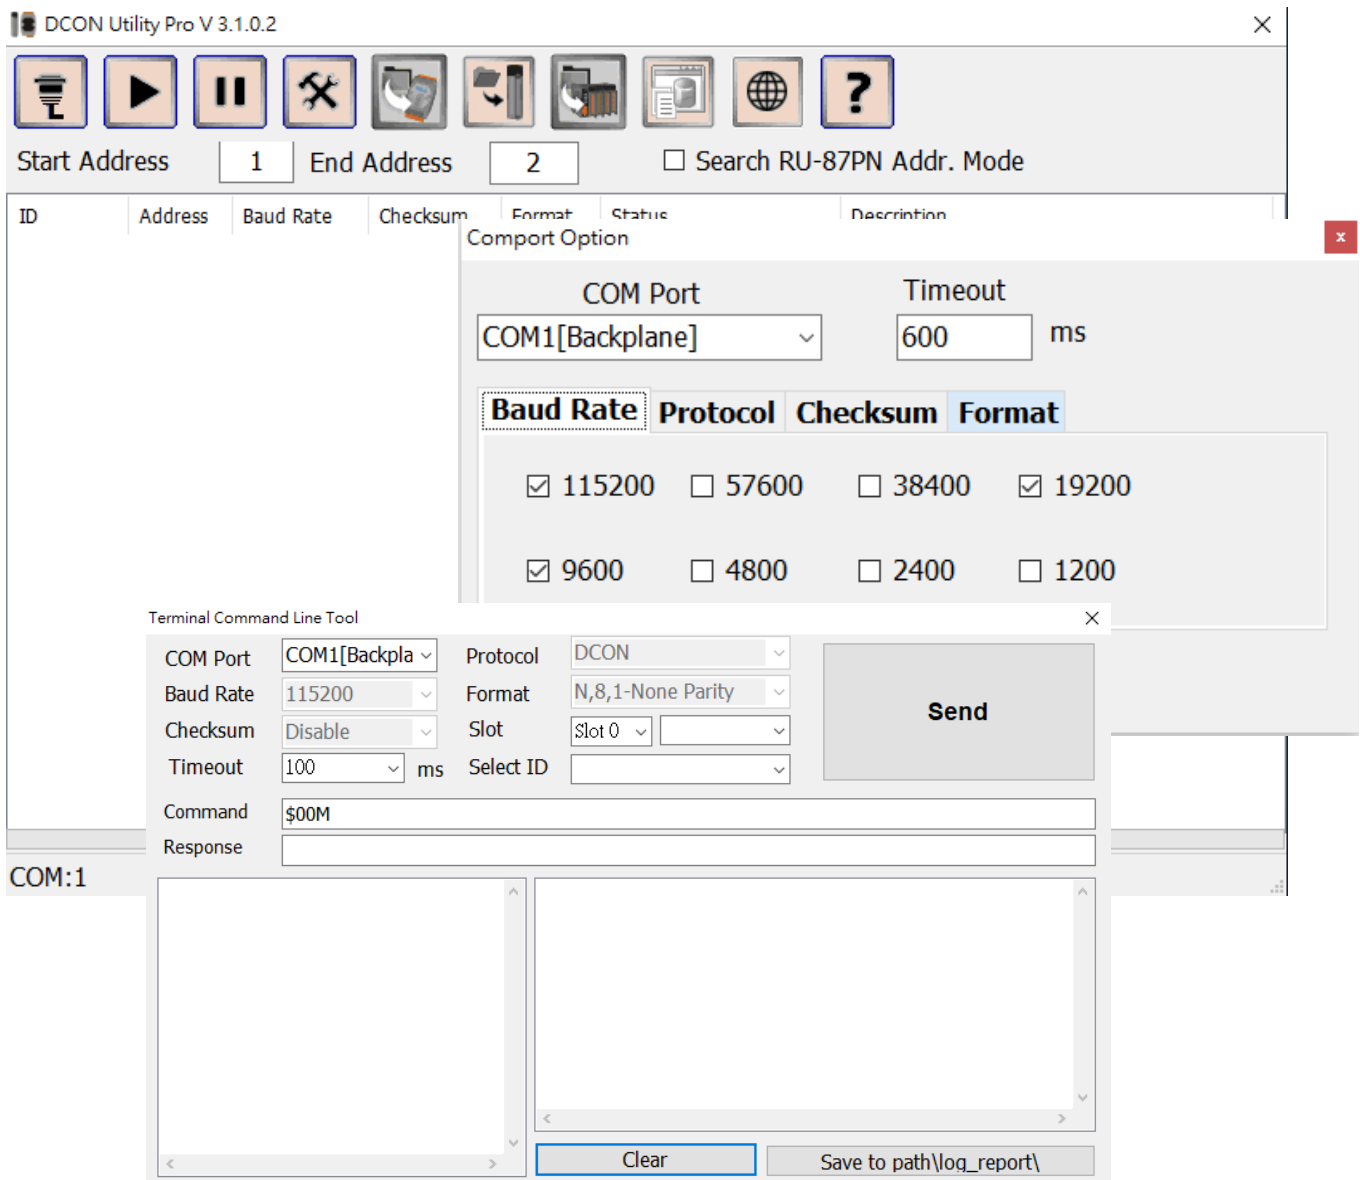 DCON Utility Pro V 3.1.0.2
Start Address 1 End Address 2 Search RU-87PN Addr. Mode
ID Address Baud Rate Checksum Format Status Description
Comport Option
COM Port Timeout
COM1[Backplane] 600 ms
Baud Rate Protocol Checksum Format
115200 57600 38400 19200
9600 4800 2400 1200
Terminal Command Line Tool
COM Port COM1[Backpla Protocol DCON
Baud Rate 115200 Format N,8,1-None Parity
Send
Checksum Disable Slot Slot 0
Timeout 100 ms Select ID
Command $00M
Response
COM:1
Clear Save to path\log_report\